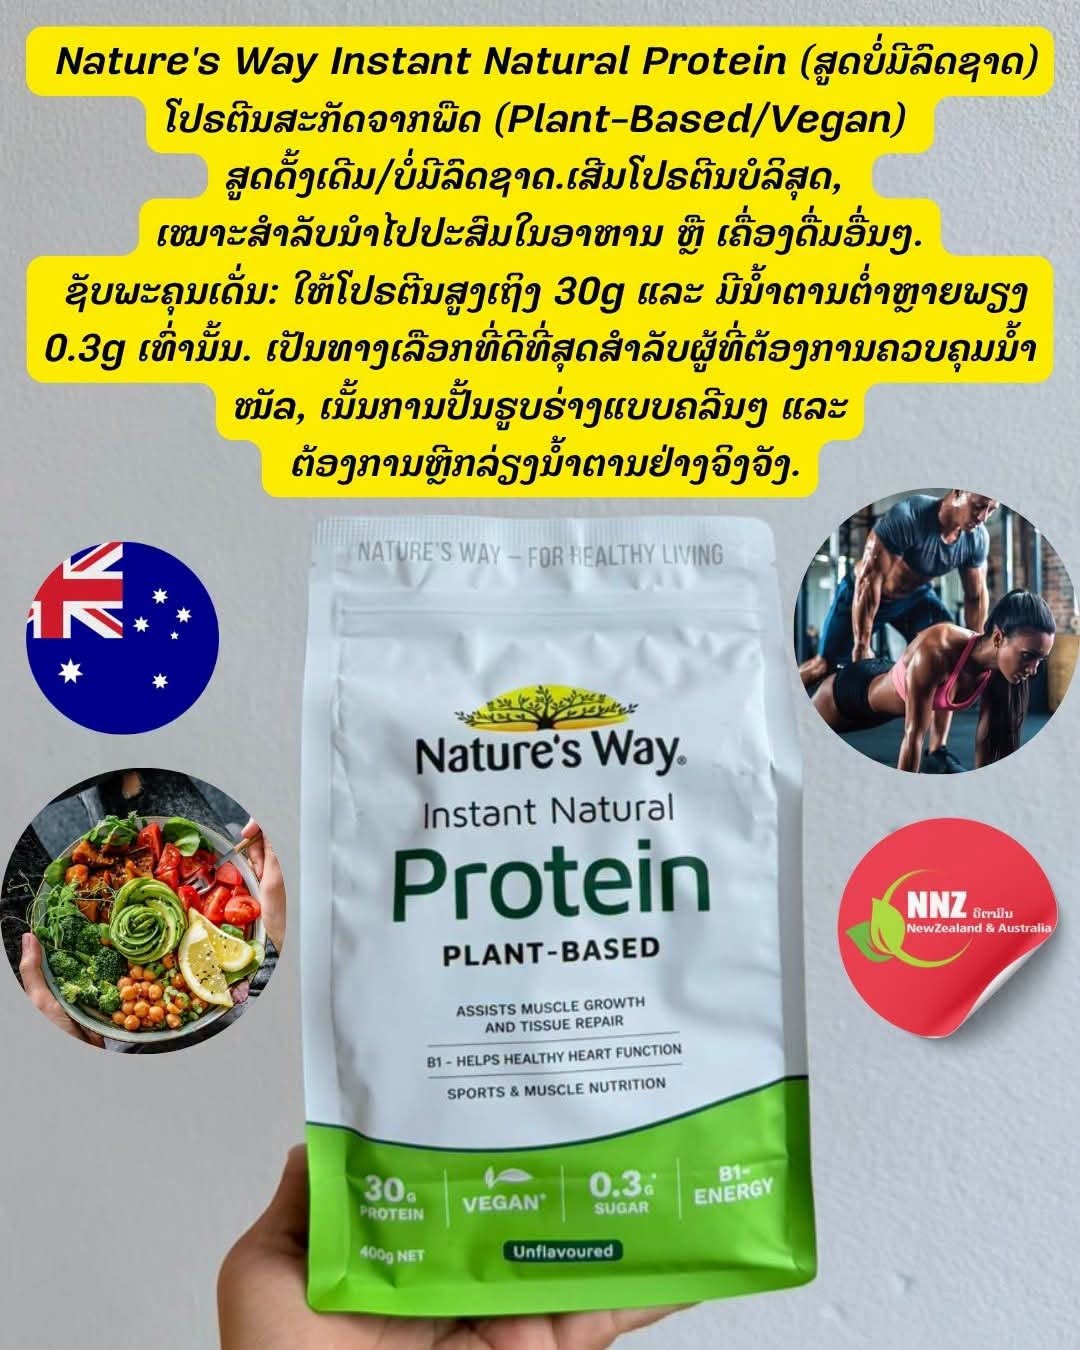 Nature's Way Instant Natural Protein (ສູດບໍ່ມີລົດຊາດ)
ໂປຣຕີນສະກັດຈາກພືດ (Plant-Based/Vegan)
ສູດດັ້ງເດີມ/ບໍ່ມີລົດຊາດ.ເສີມໂປຣຕີນບໍລິສຸດ,
ເໝາະສຳລັບນຳໄປປະສົມໃນອາຫານ ຫຼື ເຄື່ອງດື່ມອື່ນໆ.
ຊັບພະຄຸນເດັ່ນ: ໃຫ້ໂປຣຕີນສູງເຖິງ 30g ແລະ ມີນ້ຳຕານຕ່ຳຫຼາຍພຽງ
0.3g ເທົ່ານັ້ນ. ເປັນທາງເລືອກທີ່ດີທີ່ສຸດສຳລັບຜູ້ທີ່ຕ້ອງການຄວບຄຸມນ້ຳ
ໜັລ, ເນັ້ນການປັ້ນຮູບຮ່າງແບບຄລີນໆ ແລະ
ຕ້ອງການຫຼີກລ່ຽງນ້ຳຕານຢ່າງຈິງຈັງ.
NATURE'S WAY – FOR HEALTHY LIVING
Nature's Way®
Instant Natural
Protein
PLANT-BASED
ASSISTS MUSCLE GROWTH
AND TISSUE REPAIR
B1 - HELPS HEALTHY HEART FUNCTION
SPORTS & MUSCLE NUTRITION
30G PROTEIN
VEGAN*
0.3G* SUGAR
B1- ENERGY
400g NET
Unflavoured
NNZ ວິຕາມິນ
NewZealand & Australia